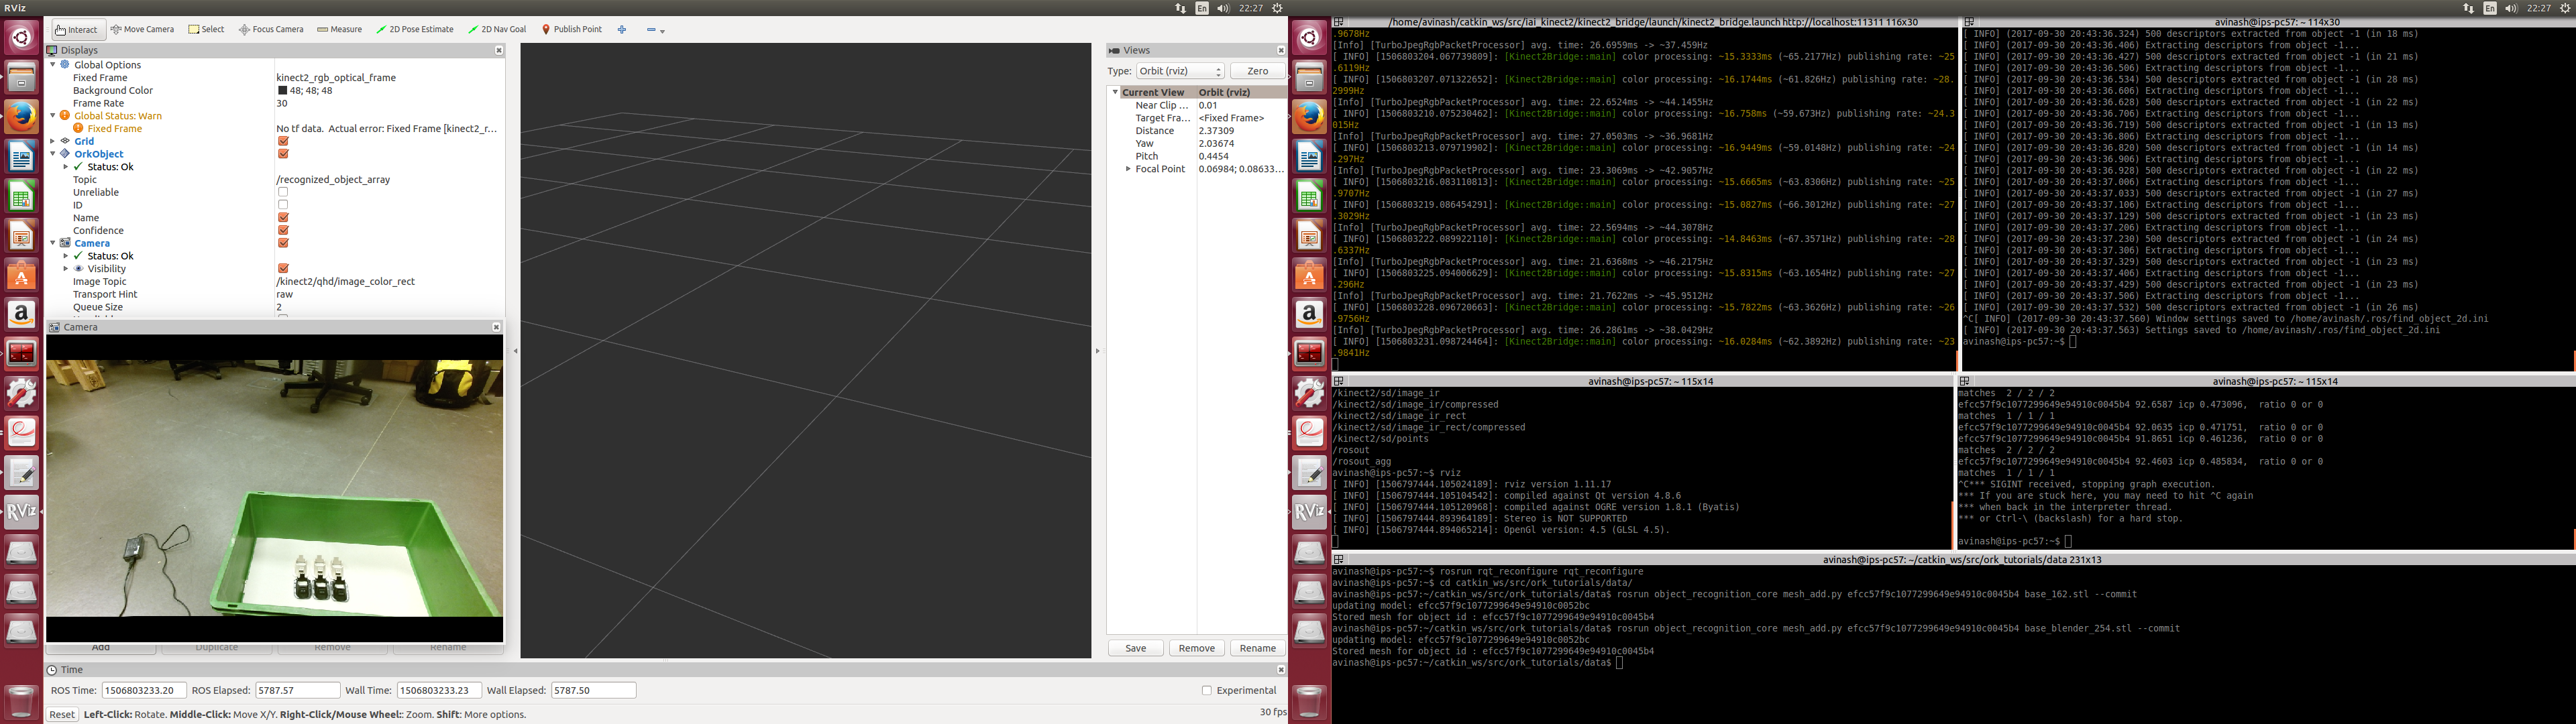 RViz
En
22:27
Interact
Move Camera
Select
Focus Camera
Measure
2D Pose Estimate
2D Nav Goal
Publish Point
Displays
Global Options
Fixed Frame kinect2_rgb_optical_frame
Background Color 48; 48; 48
Frame Rate 30
Global Status: Warn
Fixed Frame No tf data. Actual error: Fixed Frame [kinect2_r...
Grid
OrkObject
Status: Ok
Topic /recognized_object_array
Unreliable
ID
Name
Confidence
Camera
Status: Ok
Visibility
Image Topic /kinect2/qhd/image_color_rect
Transport Hint raw
Queue Size 2
Camera
Add Duplicate Remove Rename
Views
Type: Orbit (rviz) Zero
Current View Orbit (rviz)
Near Clip ... 0.01
Target Fra... <Fixed Frame>
Distance 2.37309
Yaw 2.03674
Pitch 0.4454
Focal Point 0.06984; 0.08633...
Save Remove Rename
Time
ROS Time: 1506803233.20 ROS Elapsed: 5787.57 Wall Time: 1506803233.23 Wall Elapsed: 5787.50 Experimental
Reset Left-Click: Rotate. Middle-Click: Move X/Y. Right-Click/Mouse Wheel:: Zoom. Shift: More options. 30 fps
En
22:27
/home/avinash/catkin_ws/src/iai_kinect2/kinect2_bridge/launch/kinect2_bridge.launch http://localhost:11311 116x30
.9678Hz
[Info] [TurboJpegRgbPacketProcessor] avg. time: 26.6959ms -> ~37.459Hz
[ INFO] [1506803204.067739809]: [Kinect2Bridge::main] color processing: ~15.3333ms (~65.2177Hz) publishing rate: ~25
.6119Hz
[ INFO] [1506803207.071322652]: [Kinect2Bridge::main] color processing: ~16.1744ms (~61.826Hz) publishing rate: ~28.
2999Hz
[Info] [TurboJpegRgbPacketProcessor] avg. time: 22.6524ms -> ~44.1455Hz
[ INFO] [1506803210.075230462]: [Kinect2Bridge::main] color processing: ~16.758ms (~59.673Hz) publishing rate: ~24.3
015Hz
[Info] [TurboJpegRgbPacketProcessor] avg. time: 27.0503ms -> ~36.9681Hz
[ INFO] [1506803213.079719902]: [Kinect2Bridge::main] color processing: ~16.9449ms (~59.0148Hz) publishing rate: ~24
.297Hz
[Info] [TurboJpegRgbPacketProcessor] avg. time: 23.3069ms -> ~42.9057Hz
[ INFO] [1506803216.083110813]: [Kinect2Bridge::main] color processing: ~15.6665ms (~63.8306Hz) publishing rate: ~25
.9707Hz
[ INFO] [1506803219.086454291]: [Kinect2Bridge::main] color processing: ~15.0827ms (~66.3012Hz) publishing rate: ~27
.3029Hz
[Info] [TurboJpegRgbPacketProcessor] avg. time: 22.5694ms -> ~44.3078Hz
[ INFO] [1506803222.089922110]: [Kinect2Bridge::main] color processing: ~14.8463ms (~67.3571Hz) publishing rate: ~28
.6337Hz
[Info] [TurboJpegRgbPacketProcessor] avg. time: 21.6368ms -> ~46.2175Hz
[ INFO] [1506803225.094006629]: [Kinect2Bridge::main] color processing: ~15.8315ms (~63.1654Hz) publishing rate: ~27
.296Hz
[Info] [TurboJpegRgbPacketProcessor] avg. time: 21.7622ms -> ~45.9512Hz
[ INFO] [1506803228.096720663]: [Kinect2Bridge::main] color processing: ~15.7822ms (~63.3626Hz) publishing rate: ~26
.9756Hz
[Info] [TurboJpegRgbPacketProcessor] avg. time: 26.2861ms -> ~38.0429Hz
[ INFO] [1506803231.098724464]: [Kinect2Bridge::main] color processing: ~16.0284ms (~62.3892Hz) publishing rate: ~23
.9841Hz
avinash@ips-pc57: ~ 114x30
[ INFO] (2017-09-30 20:43:36.324) 500 descriptors extracted from object -1 (in 18 ms)
[ INFO] (2017-09-30 20:43:36.406) Extracting descriptors from object -1...
[ INFO] (2017-09-30 20:43:36.427) 500 descriptors extracted from object -1 (in 21 ms)
[ INFO] (2017-09-30 20:43:36.506) Extracting descriptors from object -1...
[ INFO] (2017-09-30 20:43:36.534) 500 descriptors extracted from object -1 (in 28 ms)
[ INFO] (2017-09-30 20:43:36.606) Extracting descriptors from object -1...
[ INFO] (2017-09-30 20:43:36.628) 500 descriptors extracted from object -1 (in 22 ms)
[ INFO] (2017-09-30 20:43:36.706) Extracting descriptors from object -1...
[ INFO] (2017-09-30 20:43:36.719) 500 descriptors extracted from object -1 (in 13 ms)
[ INFO] (2017-09-30 20:43:36.806) Extracting descriptors from object -1...
[ INFO] (2017-09-30 20:43:36.820) 500 descriptors extracted from object -1 (in 14 ms)
[ INFO] (2017-09-30 20:43:36.906) Extracting descriptors from object -1...
[ INFO] (2017-09-30 20:43:36.928) 500 descriptors extracted from object -1 (in 22 ms)
[ INFO] (2017-09-30 20:43:37.006) Extracting descriptors from object -1...
[ INFO] (2017-09-30 20:43:37.033) 500 descriptors extracted from object -1 (in 27 ms)
[ INFO] (2017-09-30 20:43:37.106) Extracting descriptors from object -1...
[ INFO] (2017-09-30 20:43:37.129) 500 descriptors extracted from object -1 (in 23 ms)
[ INFO] (2017-09-30 20:43:37.206) Extracting descriptors from object -1...
[ INFO] (2017-09-30 20:43:37.230) 500 descriptors extracted from object -1 (in 24 ms)
[ INFO] (2017-09-30 20:43:37.306) Extracting descriptors from object -1...
[ INFO] (2017-09-30 20:43:37.329) 500 descriptors extracted from object -1 (in 23 ms)
[ INFO] (2017-09-30 20:43:37.406) Extracting descriptors from object -1...
[ INFO] (2017-09-30 20:43:37.429) 500 descriptors extracted from object -1 (in 23 ms)
[ INFO] (2017-09-30 20:43:37.506) Extracting descriptors from object -1...
[ INFO] (2017-09-30 20:43:37.532) 500 descriptors extracted from object -1 (in 26 ms)
^C[ INFO] (2017-09-30 20:43:37.560) Window settings saved to /home/avinash/.ros/find_object_2d.ini
[ INFO] (2017-09-30 20:43:37.563) Settings saved to /home/avinash/.ros/find_object_2d.ini
avinash@ips-pc57:~$
avinash@ips-pc57: ~ 115x14
/kinect2/sd/image_ir
/kinect2/sd/image_ir/compressed
/kinect2/sd/image_ir_rect
/kinect2/sd/image_ir_rect/compressed
/kinect2/sd/points
/rosout
/rosout_agg
avinash@ips-pc57:~$ rviz
[ INFO] [1506797444.105024189]: rviz version 1.11.17
[ INFO] [1506797444.105104542]: compiled against Qt version 4.8.6
[ INFO] [1506797444.105120968]: compiled against OGRE version 1.8.1 (Byatis)
[ INFO] [1506797444.893964189]: Stereo is NOT SUPPORTED
[ INFO] [1506797444.894065214]: OpenGl version: 4.5 (GLSL 4.5).
avinash@ips-pc57: ~ 115x14
matches  2 / 2 / 2
efcc57f9c1077299649e94910c0045b4 92.6587 icp 0.473096,  ratio 0 or 0
matches  1 / 1 / 1
efcc57f9c1077299649e94910c0045b4 92.0635 icp 0.471751,  ratio 0 or 0
efcc57f9c1077299649e94910c0045b4 91.8651 icp 0.461236,  ratio 0 or 0
matches  2 / 2 / 2
efcc57f9c1077299649e94910c0045b4 92.4603 icp 0.485834,  ratio 0 or 0
matches  1 / 1 / 1
^C*** SIGINT received, stopping graph execution.
*** If you are stuck here, you may need to hit ^C again
*** when back in the interpreter thread.
*** or Ctrl-\ (backslash) for a hard stop.
avinash@ips-pc57:~$
avinash@ips-pc57: ~/catkin_ws/src/ork_tutorials/data 231x13
avinash@ips-pc57:~$ rosrun rqt_reconfigure rqt_reconfigure
avinash@ips-pc57:~$ cd catkin_ws/src/ork_tutorials/data/
avinash@ips-pc57:~/catkin_ws/src/ork_tutorials/data$ rosrun object_recognition_core mesh_add.py efcc57f9c1077299649e94910c0045b4 base_162.stl --commit
updating model: efcc57f9c1077299649e94910c0052bc
Stored mesh for object id : efcc57f9c1077299649e94910c0045b4
avinash@ips-pc57:~/catkin_ws/src/ork_tutorials/data$ rosrun object_recognition_core mesh_add.py efcc57f9c1077299649e94910c0045b4 base_blender_254.stl --commit
updating model: efcc57f9c1077299649e94910c0052bc
Stored mesh for object id : efcc57f9c1077299649e94910c0045b4
avinash@ips-pc57:~/catkin_ws/src/ork_tutorials/data$